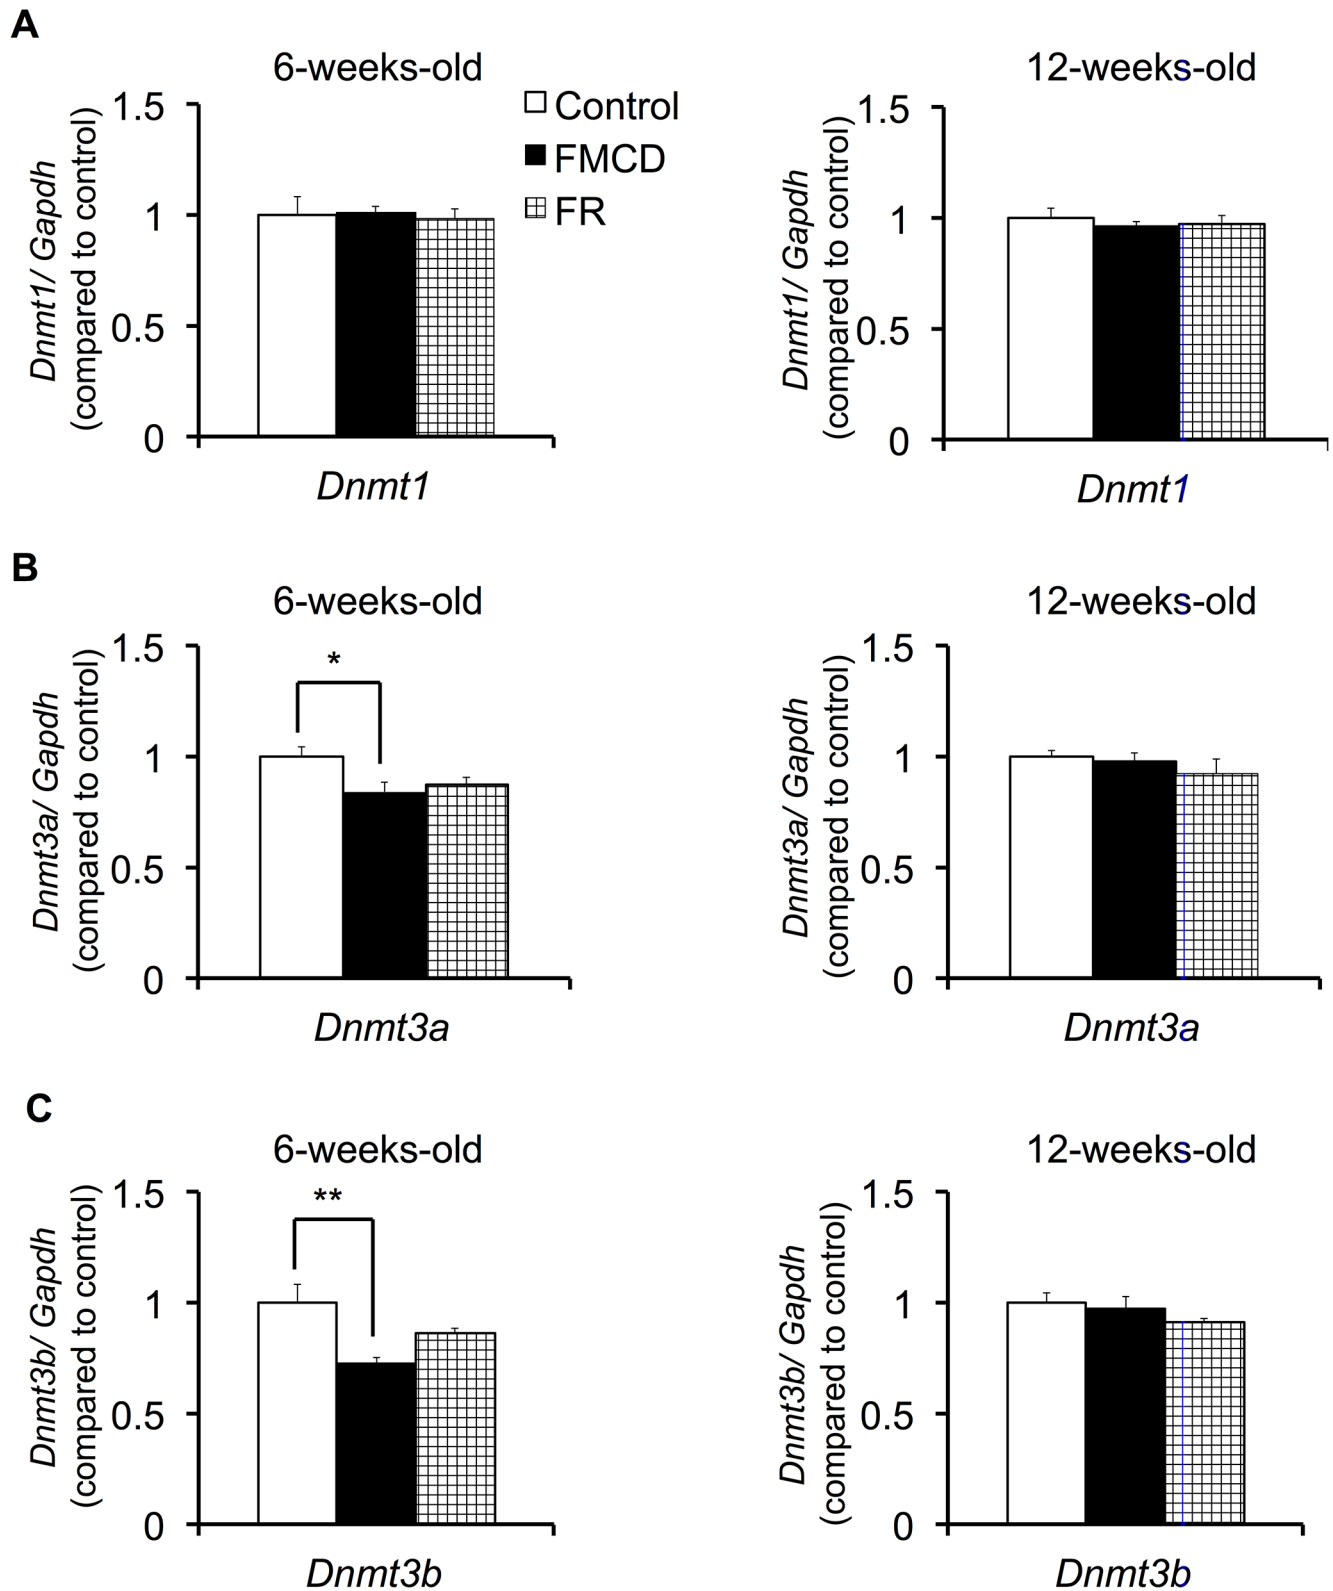 A
6-weeks-old
12-weeks-old
Dnmt1/ Gapdh
(compared to control)
1.5
1
0.5
0
Control
FMCD
FR
Dnmt1
Dnmt1/ Gapdh
(compared to control)
1.5
1
0.5
0
Dnmt1
B
6-weeks-old
12-weeks-old
Dnmt3a/ Gapdh
(compared to control)
1.5
1
0.5
0
*
Dnmt3a
Dnmt3a/ Gapdh
(compared to control)
1.5
1
0.5
0
Dnmt3a
C
6-weeks-old
12-weeks-old
Dnmt3b/ Gapdh
(compared to control)
1.5
1
0.5
0
**
Dnmt3b
Dnmt3b/ Gapdh
(compared to control)
1.5
1
0.5
0
Dnmt3b